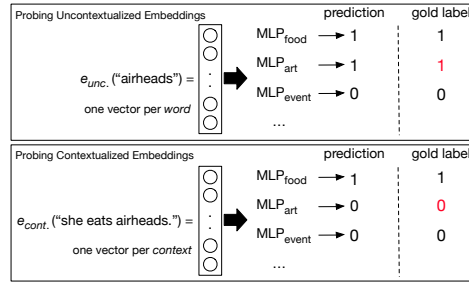 Probing Uncontextualized Embeddings
prediction gold label
MLP_food 1 1
e_unc. ("airheads") = MLP_art 1 1
one vector per word MLP_event 0 0
...
Probing Contextualized Embeddings
prediction gold label
MLP_food 1 1
e_cont. ("she eats airheads.") = MLP_art 0 0
one vector per context MLP_event 0 0
...